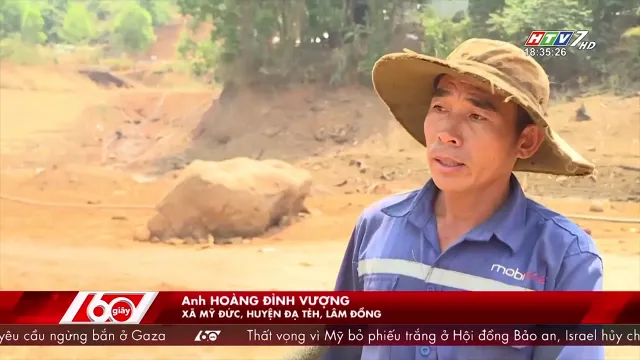 HTV7 HD
18:35:26
mobi
Anh HOÀNG ĐÌNH VƯỢNG
60 giây
XÃ MỸ ĐỨC, HUYỆN ĐẠ TẺH, LÂM ĐỒNG
yêu cầu ngừng bắn ở Gaza 60 Thất vọng vì Mỹ bỏ phiếu trắng ở Hội đồng Bảo an, Israel hủy ch